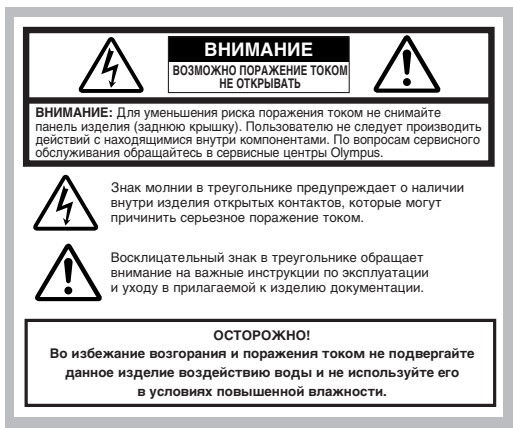 ВНИМАНИЕ
ВОЗМОЖНО ПОРАЖЕНИЕ ТОКОМ
НЕ ОТКРЫВАТЬ
ВНИМАНИЕ: Для уменьшения риска поражения током не снимайте
панель изделия (заднюю крышку). Пользователю не следует производить
действий с находящимися внутри компонентами. По вопросам сервисного
обслуживания обращайтесь в сервисные центры Olympus.
Знак молнии в треугольнике предупреждает о наличии
внутри изделия открытых контактов, которые могут
причинить серьезное поражение током.
Восклицательный знак в треугольнике обращает
внимание на важные инструкции по эксплуатации
и уходу в прилагаемой к изделию документации.
ОСТОРОЖНО!
Во избежание возгорания и поражения током не подвергайте
данное изделие воздействию воды и не используйте его
в условиях повышенной влажности.